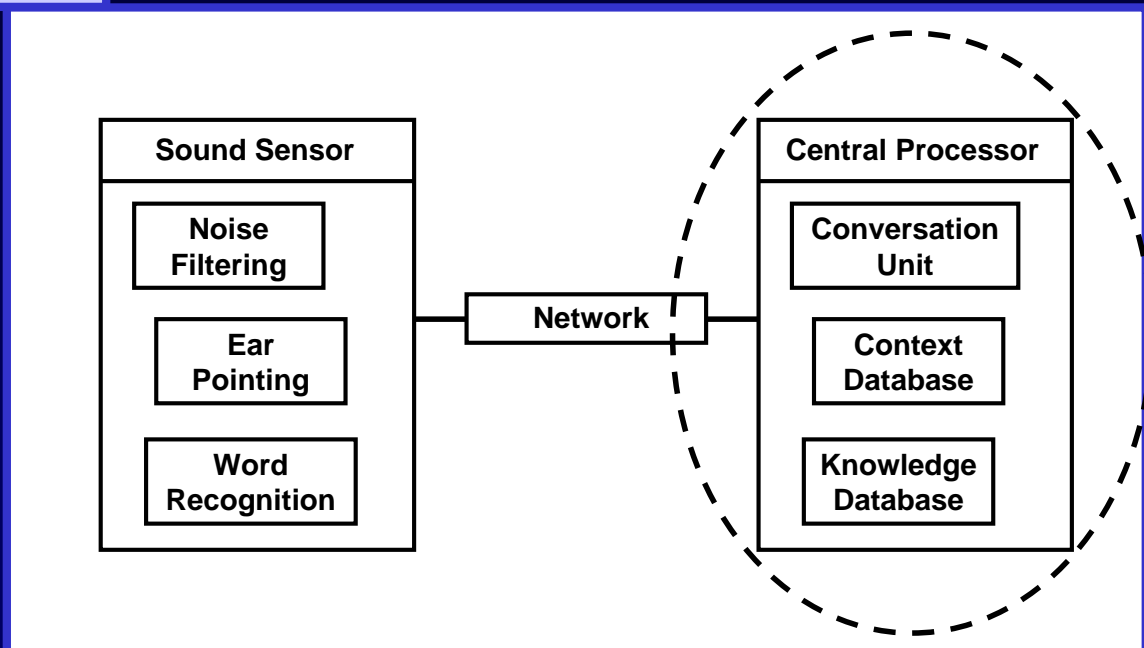 Sound Sensor
Noise
Filtering
Ear
Pointing
Word
Recognition
Network
Central Processor
Conversation
Unit
Context
Database
Knowledge
Database